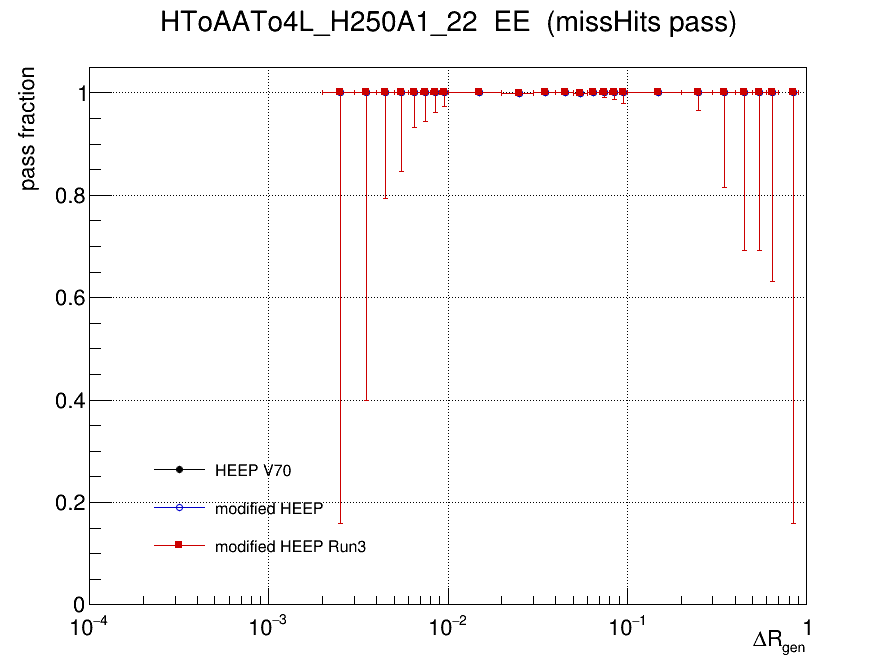 HToAATo4L_H250A1_22 EE (missHits pass)
pass fraction
1
0.8
0.6
0.4
0.2
0
HEEP V70
modified HEEP
modified HEEP Run3
10⁻⁴ 10⁻³ 10⁻² 10⁻¹ 1
ΔR_gen